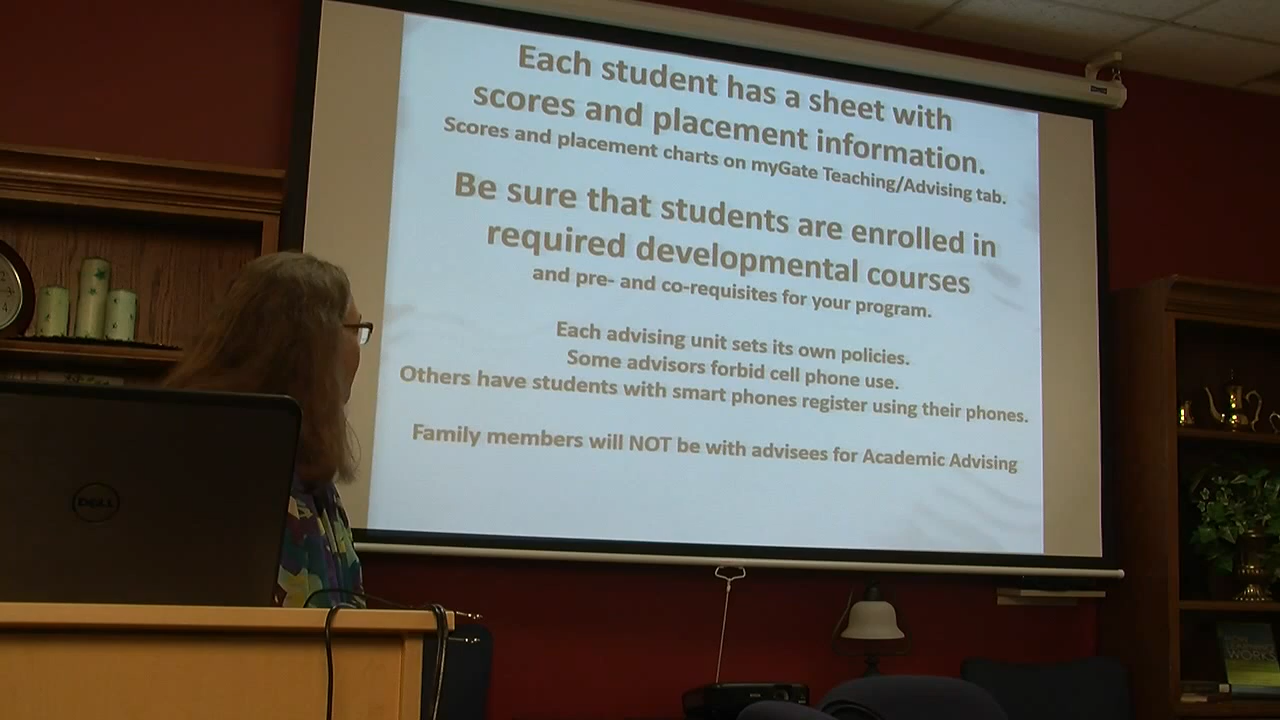 Each student has a sheet with
scores and placement information.
Scores and placement charts on myGate Teaching/Advising tab.
Be sure that students are enrolled in
required developmental courses
and pre- and co-requisites for your program.
Each advising unit sets its own policies.
Some advisors forbid cell phone use.
Others have students with smart phones register using their phones.
Family members will NOT be with advisees for Academic Advising
DELL